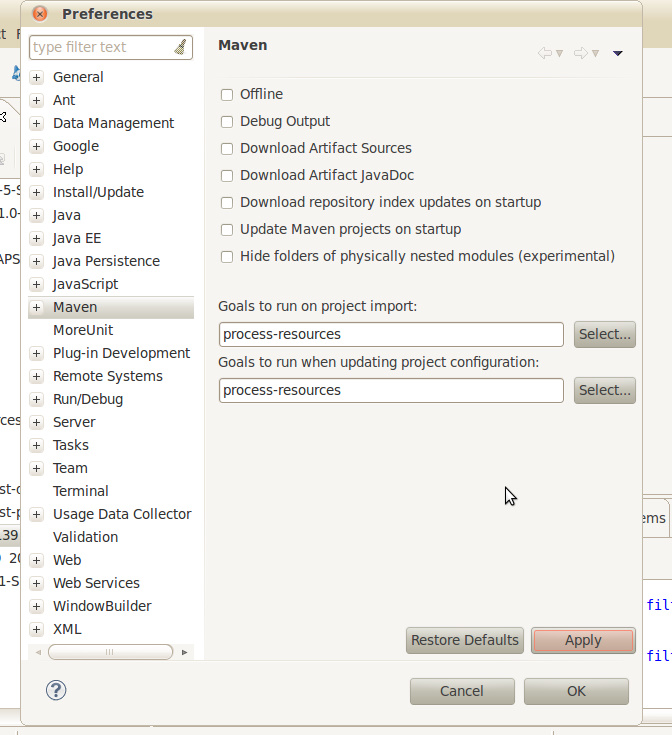 Preferences
type filter text
General
Ant
Data Management
Google
Help
Install/Update
Java
Java EE
Java Persistence
JavaScript
Maven
MoreUnit
Plug-in Development
Remote Systems
Run/Debug
Server
Tasks
Team
Terminal
Usage Data Collector
Validation
Web
Web Services
WindowBuilder
XML
Maven
Offline
Debug Output
Download Artifact Sources
Download Artifact JavaDoc
Download repository index updates on startup
Update Maven projects on startup
Hide folders of physically nested modules (experimental)
Goals to run on project import:
process-resources
Select...
Goals to run when updating project configuration:
process-resources
Select...
Restore Defaults
Apply
?
Cancel
OK